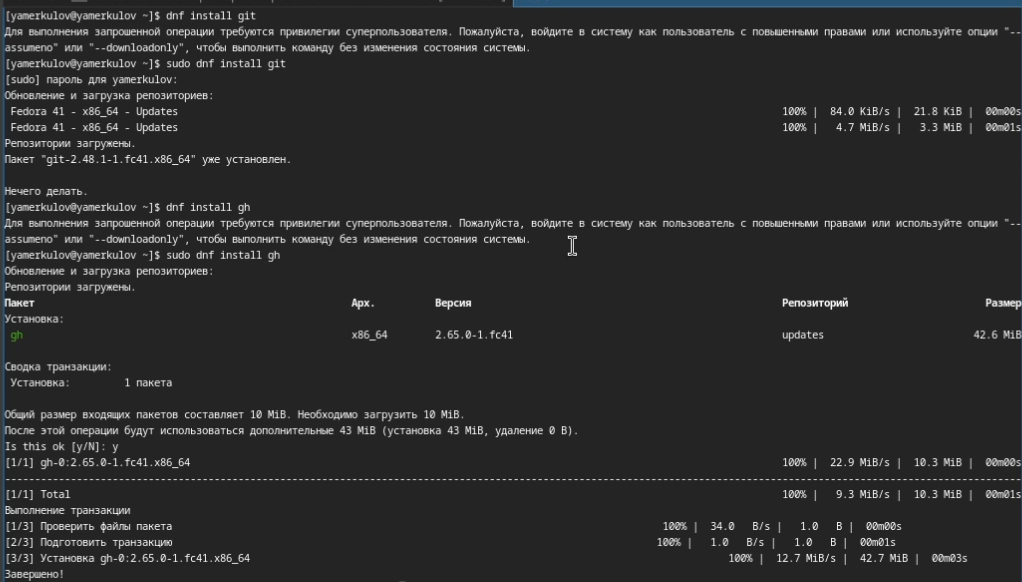 [yamerkulov@yamerkulov ~]$ dnf install git
Для выполнения запрошенной операции требуются привилегии суперпользователя. Пожалуйста, войдите в систему как пользователь с повышенными правами или используйте опции "--
assumeno" или "--downloadonly", чтобы выполнить команду без изменения состояния системы.
[yamerkulov@yamerkulov ~]$ sudo dnf install git
[sudo] пароль для yamerkulov:
Обновление и загрузка репозиториев:
Fedora 41 - x86_64 - Updates 100% | 84.0 KiB/s | 21.8 KiB | 00m00s
Fedora 41 - x86_64 - Updates 100% | 4.7 MiB/s | 3.3 MiB | 00m01s
Репозитории загружены.
Пакет "git-2.48.1-1.fc41.x86_64" уже установлен.
Нечего делать.
[yamerkulov@yamerkulov ~]$ dnf install gh
Для выполнения запрошенной операции требуются привилегии суперпользователя. Пожалуйста, войдите в систему как пользователь с повышенными правами или используйте опции "--
assumeno" или "--downloadonly", чтобы выполнить команду без изменения состояния системы.
[yamerkulov@yamerkulov ~]$ sudo dnf install gh
Обновление и загрузка репозиториев:
Репозитории загружены.
Пакет Арх. Версия Репозиторий Размер
Установка:
gh x86_64 2.65.0-1.fc41 updates 42.6 MiB
Сводка транзакции:
Установка: 1 пакета
Общий размер входящих пакетов составляет 10 MiB. Необходимо загрузить 10 MiB.
После этой операции будут использоваться дополнительные 43 MiB (установка 43 MiB, удаление 0 B).
Is this ok [y/N]: y
[1/1] gh-0:2.65.0-1.fc41.x86_64 100% | 22.9 MiB/s | 10.3 MiB | 00m00s
--------------------------------------------------------------------------------
[1/1] Total 100% | 9.3 MiB/s | 10.3 MiB | 00m01s
Выполнение транзакции
[1/3] Проверить файлы пакета 100% | 34.0 B/s | 1.0 B | 00m00s
[2/3] Подготовить транзакцию 100% | 1.0 B/s | 1.0 B | 00m01s
[3/3] Установка gh-0:2.65.0-1.fc41.x86_64 100% | 12.7 MiB/s | 42.7 MiB | 00m03s
Завершено!